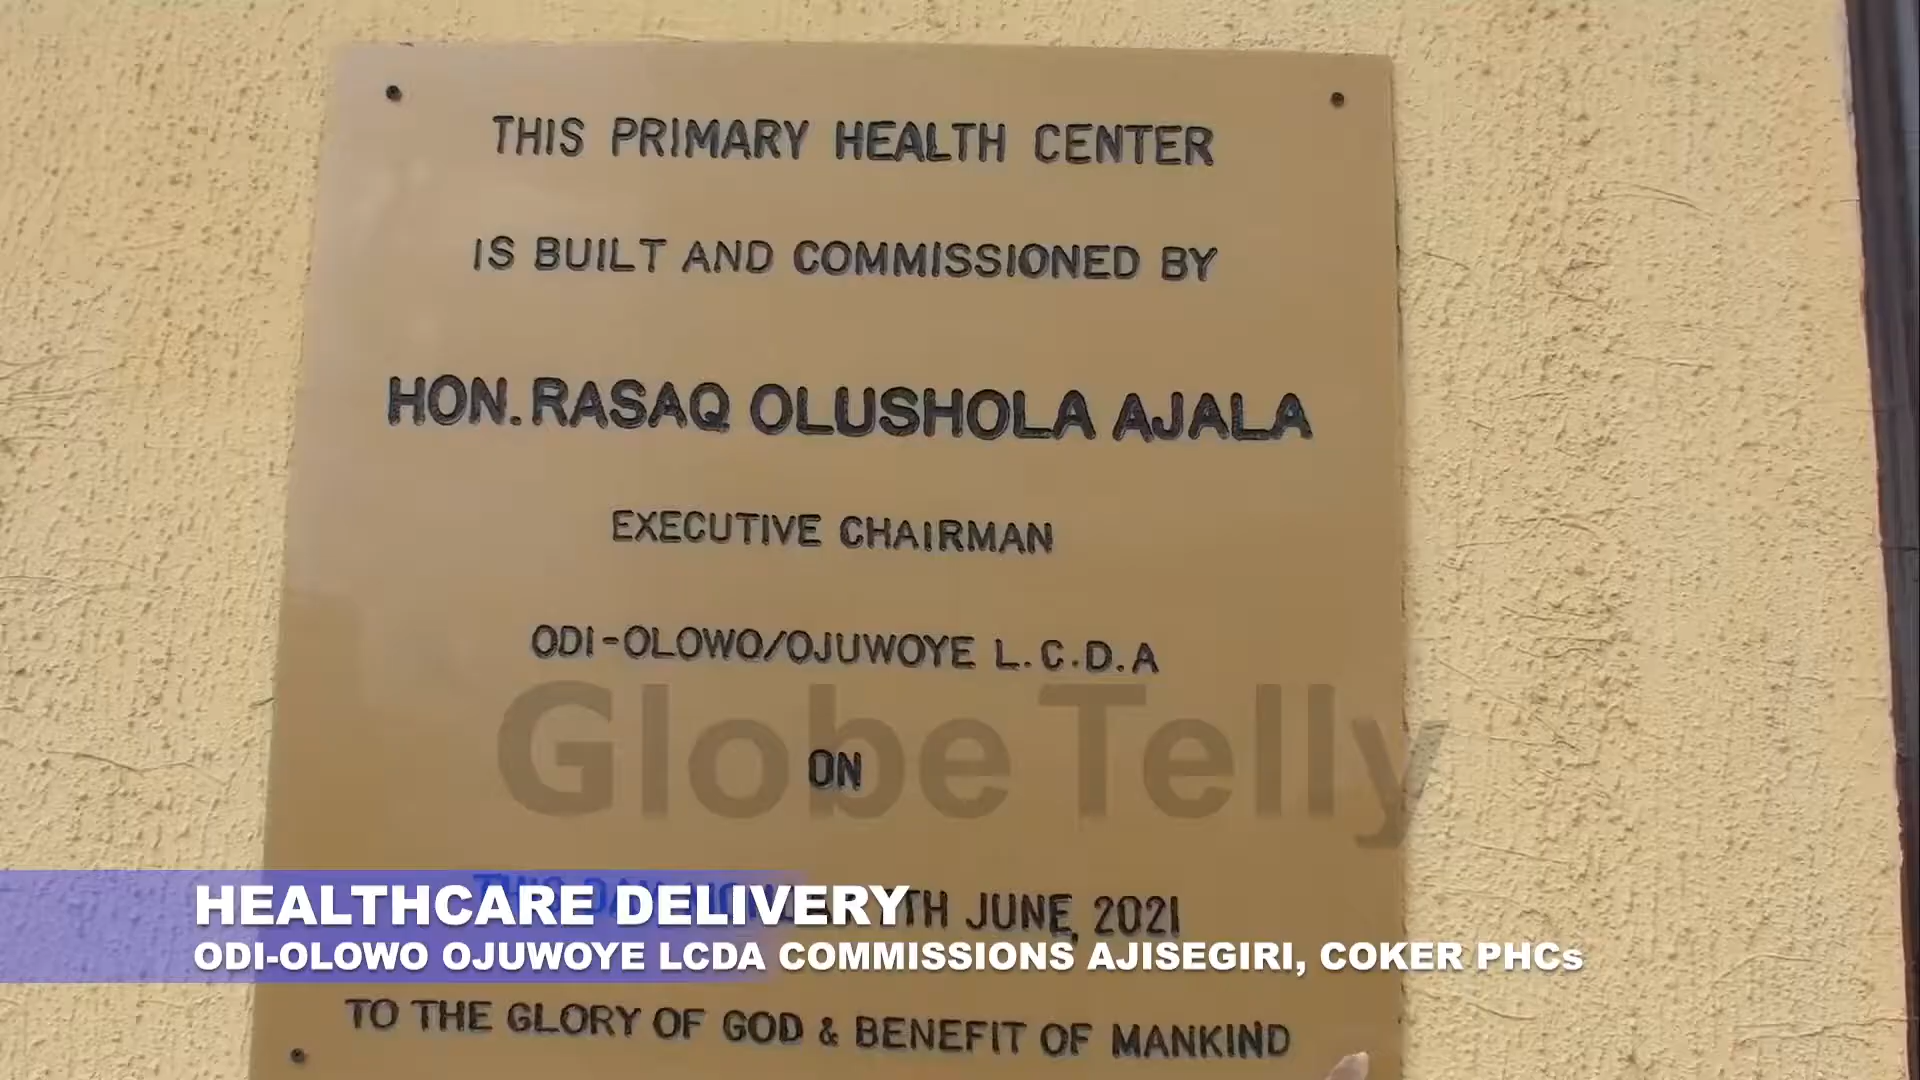 THIS PRIMARY HEALTH CENTER
IS BUILT AND COMMISSIONED BY
HON. RASAQ OLUSHOLA AJALA
EXECUTIVE CHAIRMAN
ODI-OLOWO/OJUWOYE L.C.D.A
Globe Telly
ON
THIS JUNE, 2021
HEALTHCARE DELIVERY
ODI-OLOWO OJUWOYE LCDA COMMISSIONS AJISEGIRI, COKER PHCs
TO THE GLORY OF GOD & BENEFIT OF MANKIND